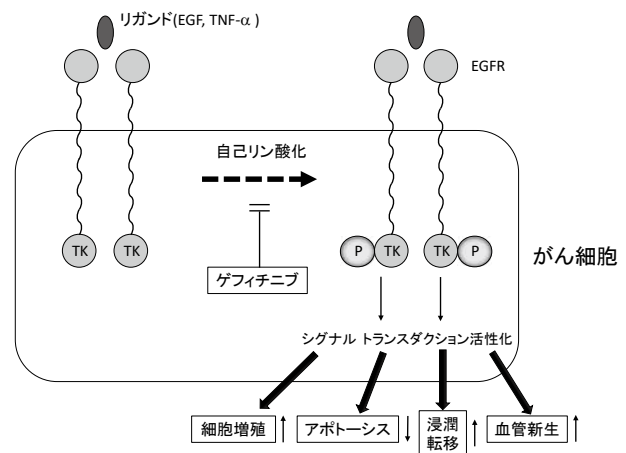 リガンド(EGF, TNF-α )
EGFR
自己リン酸化
TK
TK
P
TK
TK
P
ゲフィチニブ
がん細胞
シグナル トランスダクション活性化
細胞増殖
アポトーシス
浸潤
転移
血管新生